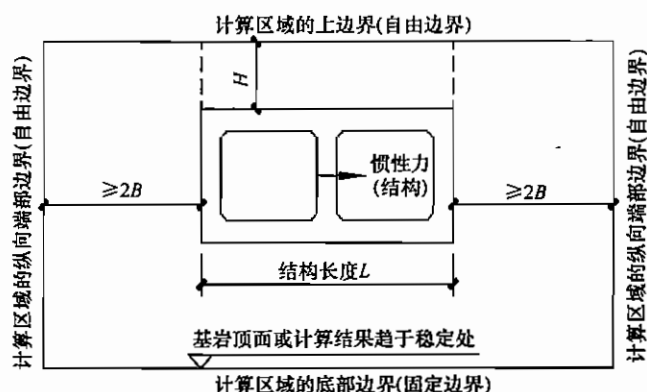 计算区域的上边界(自由边界)
计算区域的纵向端部边界(自由边界)
H
惯性力
(结构)
≥2B
≥2B
计算区域的纵向端部边界(自由边界)
结构长度L
基岩顶面或计算结果趋于稳定处
计算区域的底部边界(固定边界)